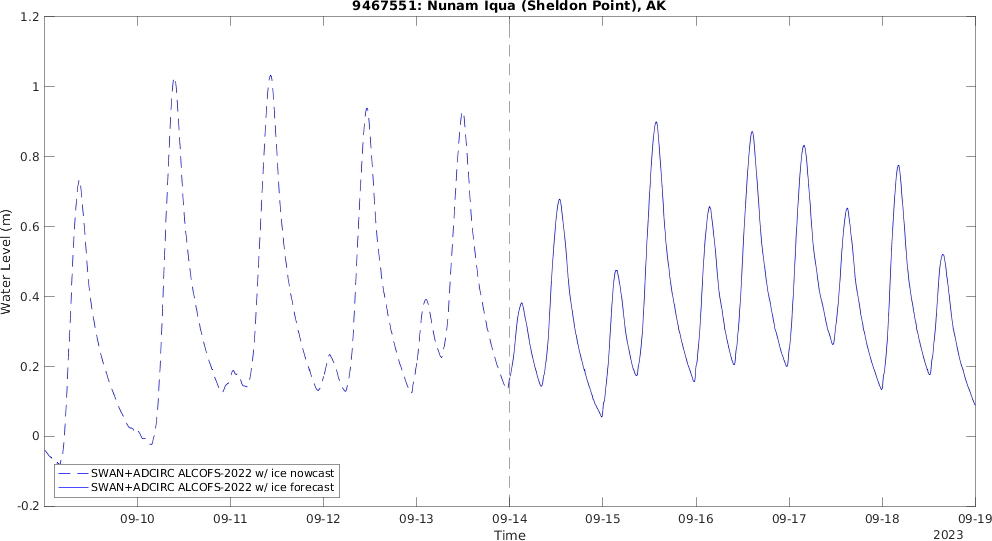 9467551: Nunam Iqua (Sheldon Point), AK
1.2
1
0.8
0.6
0.4
0.2
0
-0.2
Water Level (m)
SWAN+ADCIRC ALCOFS-2022 w/ ice nowcast
SWAN+ADCIRC ALCOFS-2022 w/ ice forecast
09-10 09-11 09-12 09-13 09-14 09-15 09-16 09-17 09-18 09-19
Time
2023